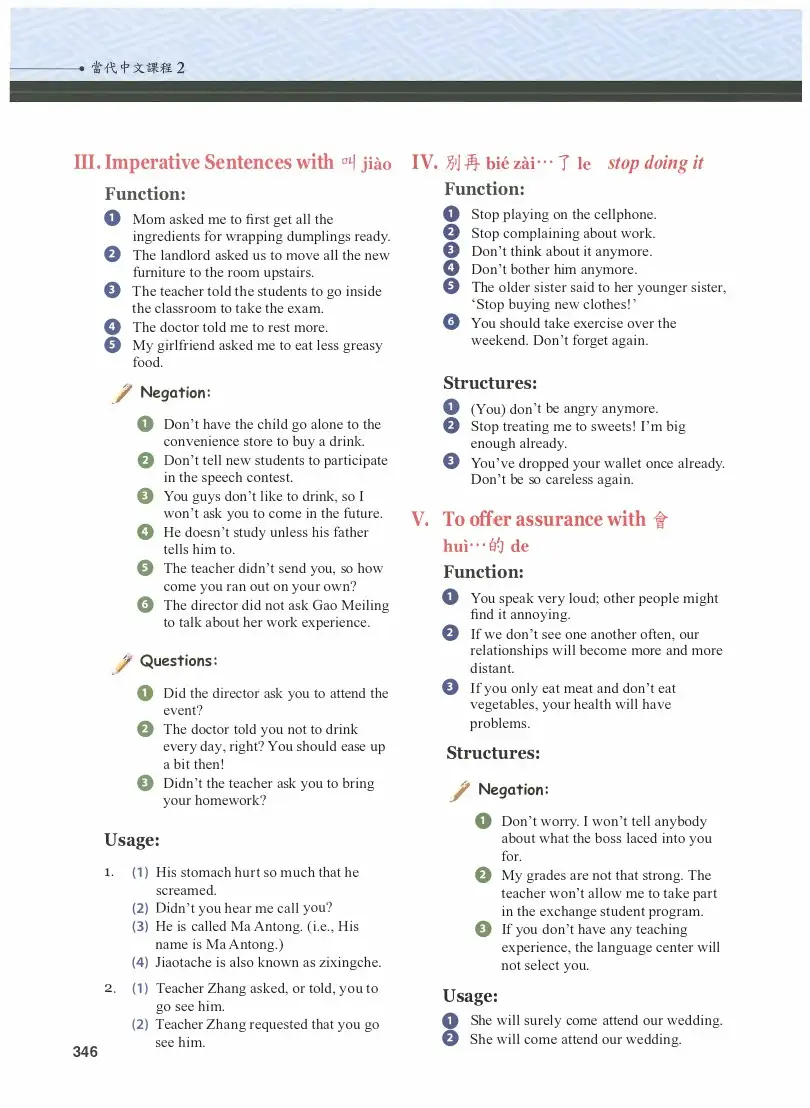 當代中文課程 2
III. Imperative Sentences with 叫 jiào
Function:
1 Mom asked me to first get all the
ingredients for wrapping dumplings ready.
2 The landlord asked us to move all the new
furniture to the room upstairs.
3 The teacher told the students to go inside
the classroom to take the exam.
4 The doctor told me to rest more.
5 My girlfriend asked me to eat less greasy
food.
Negation:
1 Don't have the child go alone to the
convenience store to buy a drink.
2 Don't tell new students to participate
in the speech contest.
3 You guys don't like to drink, so I
won't ask you to come in the future.
4 He doesn't study unless his father
tells him to.
5 The teacher didn't send you, so how
come you ran out on your own?
6 The director did not ask Gao Meiling
to talk about her work experience.
Questions:
1 Did the director ask you to attend the
event?
2 The doctor told you not to drink
every day, right? You should ease up
a bit then!
3 Didn't the teacher ask you to bring
your homework?
Usage:
1. (1) His stomach hurt so much that he
screamed.
(2) Didn't you hear me call you?
(3) He is called Ma Antong. (i.e., His
name is Ma Antong.)
(4) Jiaotache is also known as zixingche.
2. (1) Teacher Zhang asked, or told, you to
go see him.
(2) Teacher Zhang requested that you go
see him.
346
IV. 別再 bié zài⋯了 le stop doing it
Function:
1 Stop playing on the cellphone.
2 Stop complaining about work.
3 Don't think about it anymore.
4 Don't bother him anymore.
5 The older sister said to her younger sister,
'Stop buying new clothes!'
6 You should take exercise over the
weekend. Don't forget again.
Structures:
1 (You) don't be angry anymore.
2 Stop treating me to sweets! I'm big
enough already.
3 You've dropped your wallet once already.
Don't be so careless again.
V. To offer assurance with 會
huì⋯的 de
Function:
1 You speak very loud; other people might
find it annoying.
2 If we don't see one another often, our
relationships will become more and more
distant.
3 If you only eat meat and don't eat
vegetables, your health will have
problems.
Structures:
Negation:
1 Don't worry. I won't tell anybody
about what the boss laced into you
for.
2 My grades are not that strong. The
teacher won't allow me to take part
in the exchange student program.
3 If you don't have any teaching
experience, the language center will
not select you.
Usage:
1 She will surely come attend our wedding.
2 She will come attend our wedding.